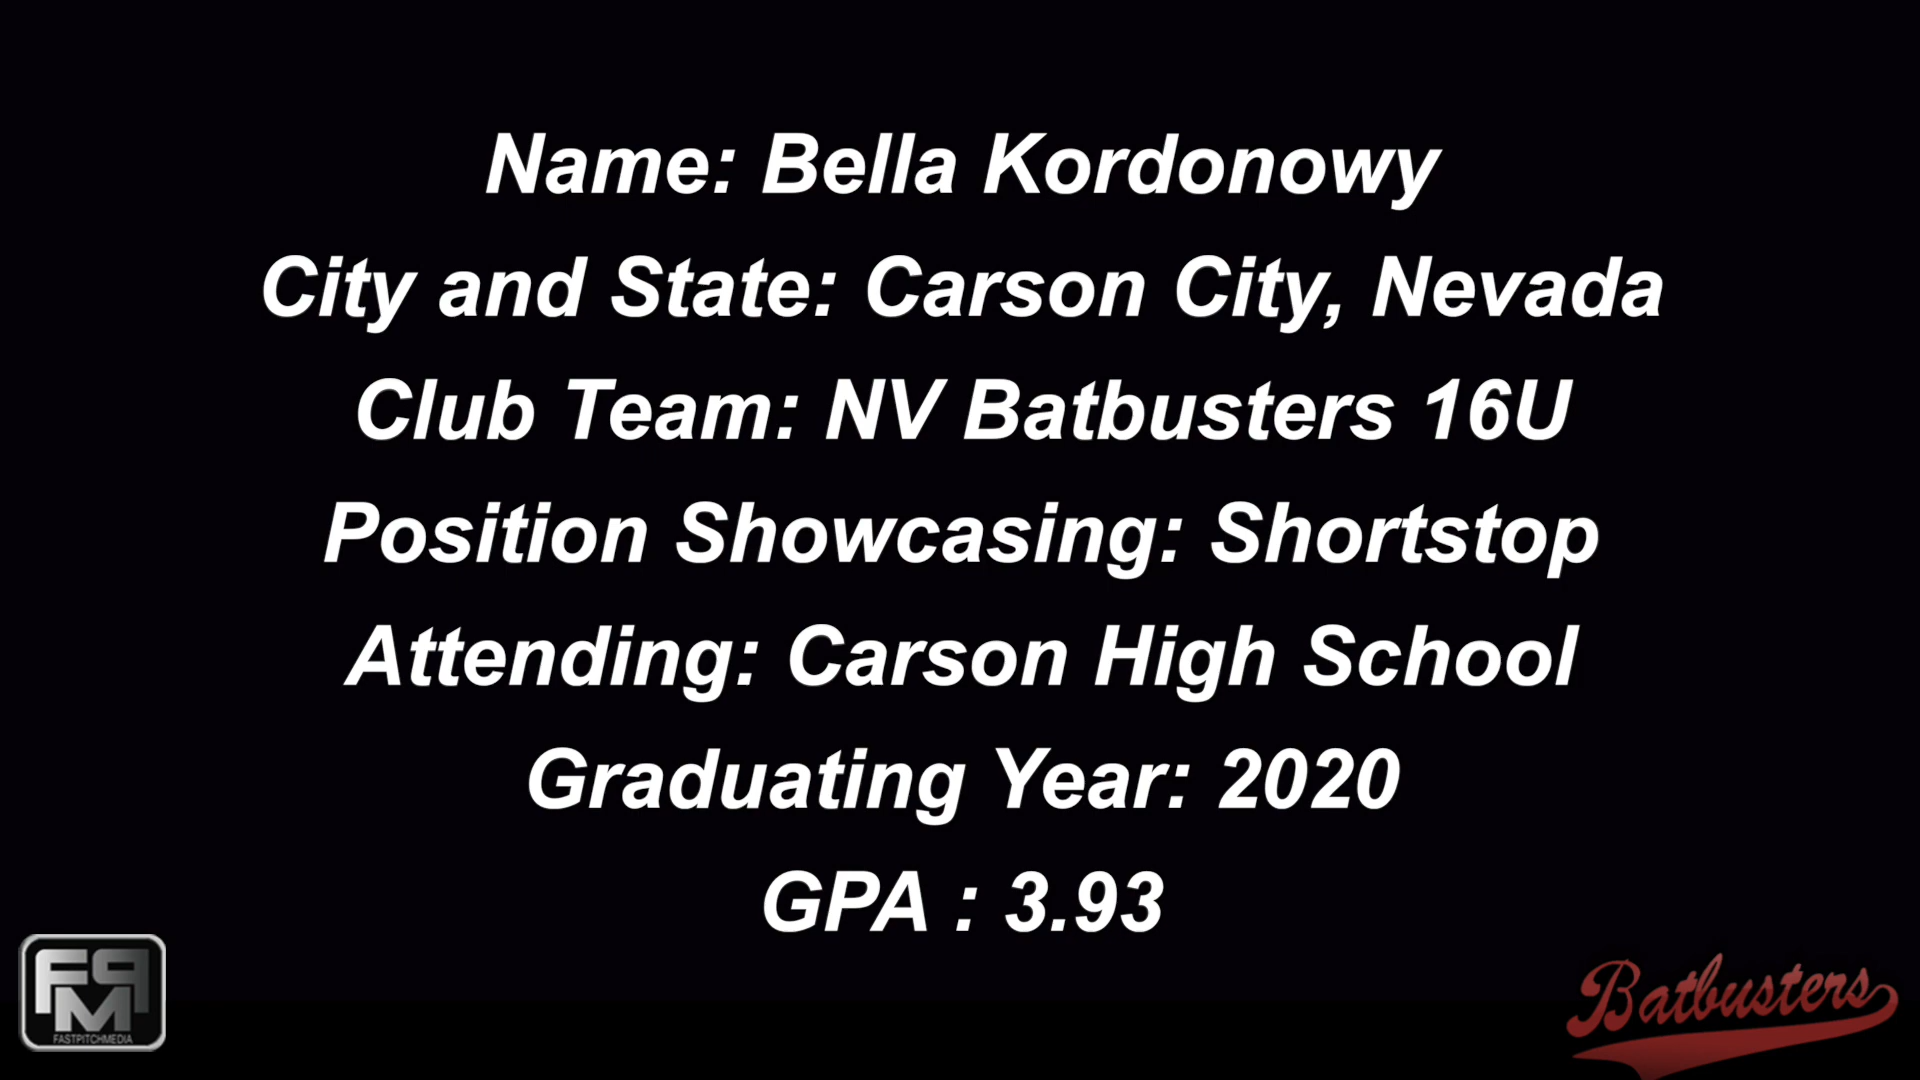 Name: Bella Kordonowy
City and State: Carson City, Nevada
Club Team: NV Batbusters 16U
Position Showcasing: Shortstop
Attending: Carson High School
Graduating Year: 2020
GPA : 3.93
FPM
FASTPITCHMEDIA
Batbusters